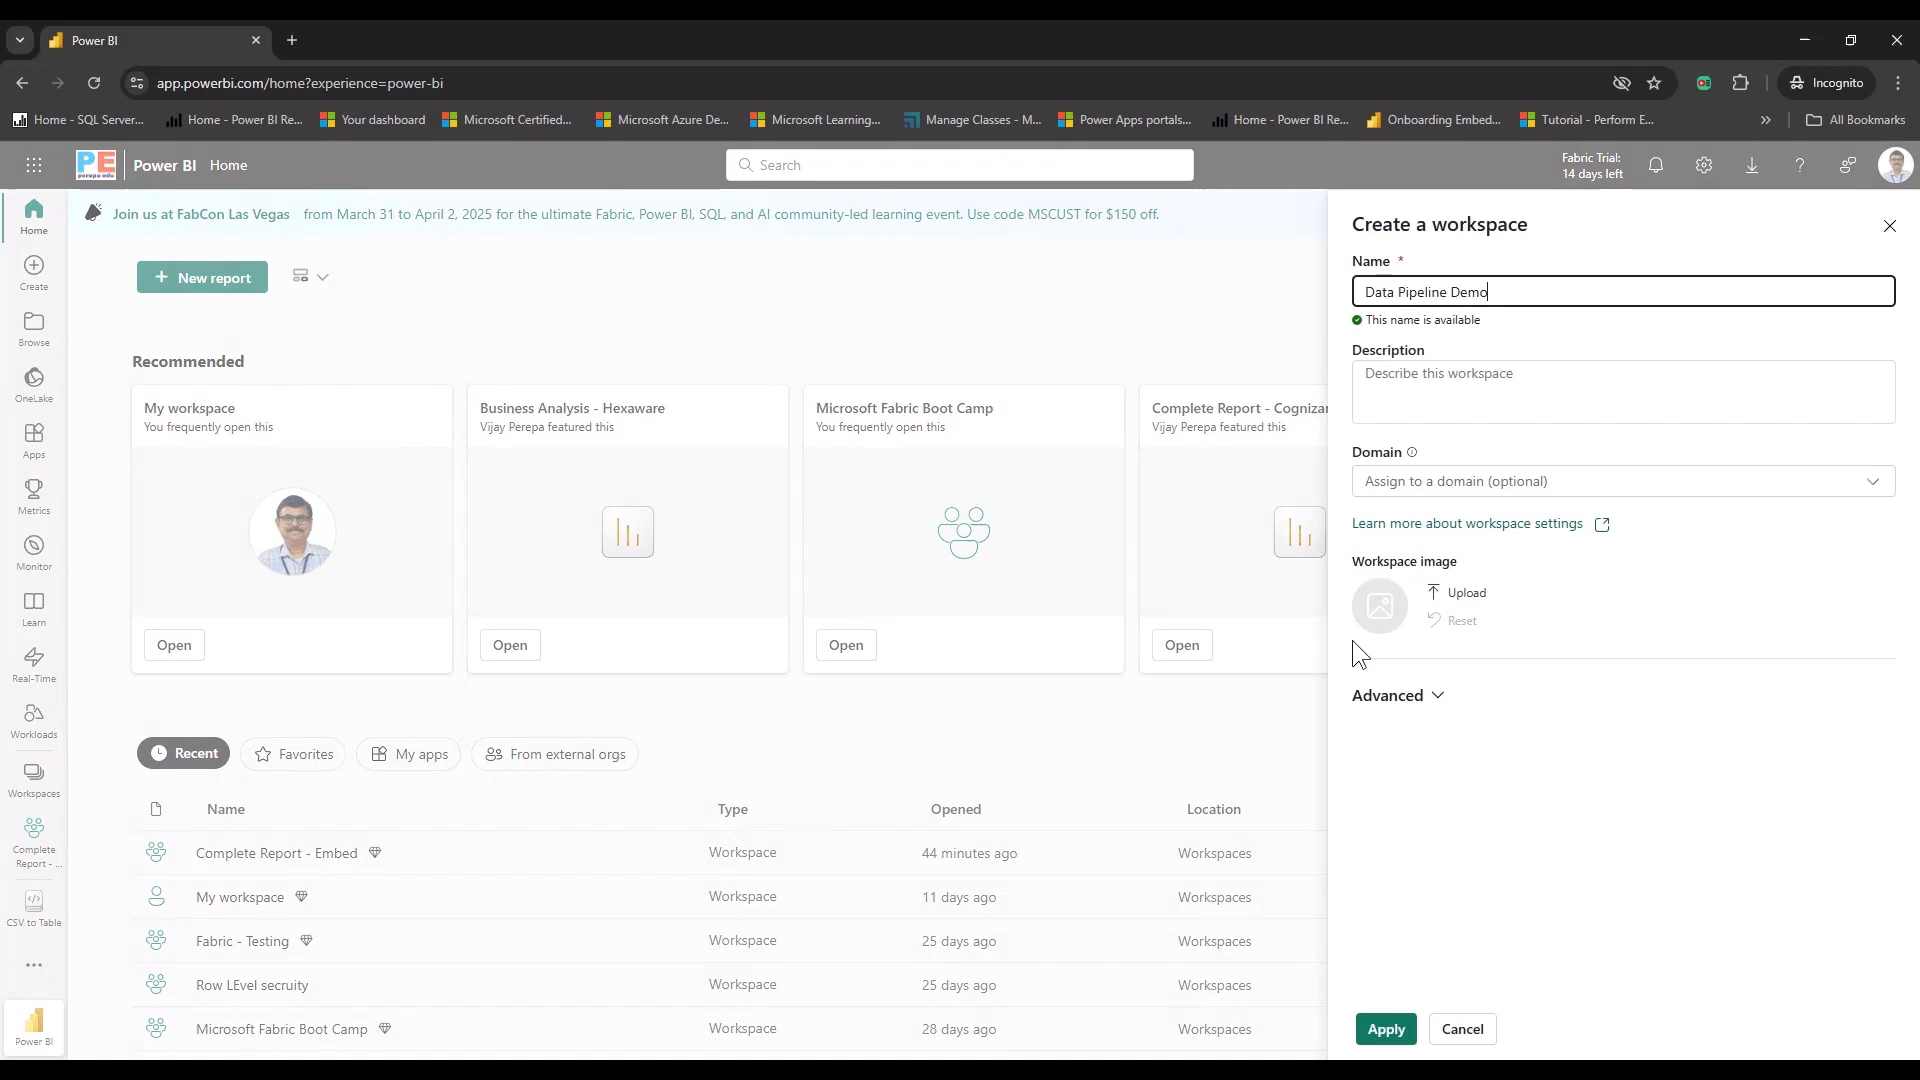 Power BI
app.powerbi.com/home?experience=power-bi
Incognito
Home - SQL Server...
Home - Power BI Re...
Your dashboard
Microsoft Certified...
Microsoft Azure De...
Microsoft Learning...
Manage Classes - M...
Power Apps portals...
Home - Power BI Re...
Onboarding Embed...
Tutorial - Perform E...
All Bookmarks
PE
perepa edu
Power BI Home
Search
Fabric Trial:
14 days left
Home
Create
Browse
OneLake
Apps
Metrics
Monitor
Learn
Real-Time
Workloads
Workspaces
Complete
Report - ...
CSV to Table
Power BI
Join us at FabCon Las Vegas from March 31 to April 2, 2025 for the ultimate Fabric, Power BI, SQL, and AI community-led learning event. Use code MSCUST for $150 off.
New report
Recommended
My workspace
You frequently open this
Open
Business Analysis - Hexaware
Vijay Perepa featured this
Open
Microsoft Fabric Boot Camp
You frequently open this
Open
Complete Report - Cognizan
Vijay Perepa featured this
Open
Recent
Favorites
My apps
From external orgs
Name Type Opened Location
Complete Report - Embed Workspace 44 minutes ago Workspaces
My workspace Workspace 11 days ago Workspaces
Fabric - Testing Workspace 25 days ago Workspaces
Row LEvel secruity Workspace 25 days ago Workspaces
Microsoft Fabric Boot Camp Workspace 28 days ago Workspaces
Create a workspace
Name *
Data Pipeline Demo
This name is available
Description
Describe this workspace
Domain
Assign to a domain (optional)
Learn more about workspace settings
Workspace image
Upload
Reset
Advanced
Apply
Cancel